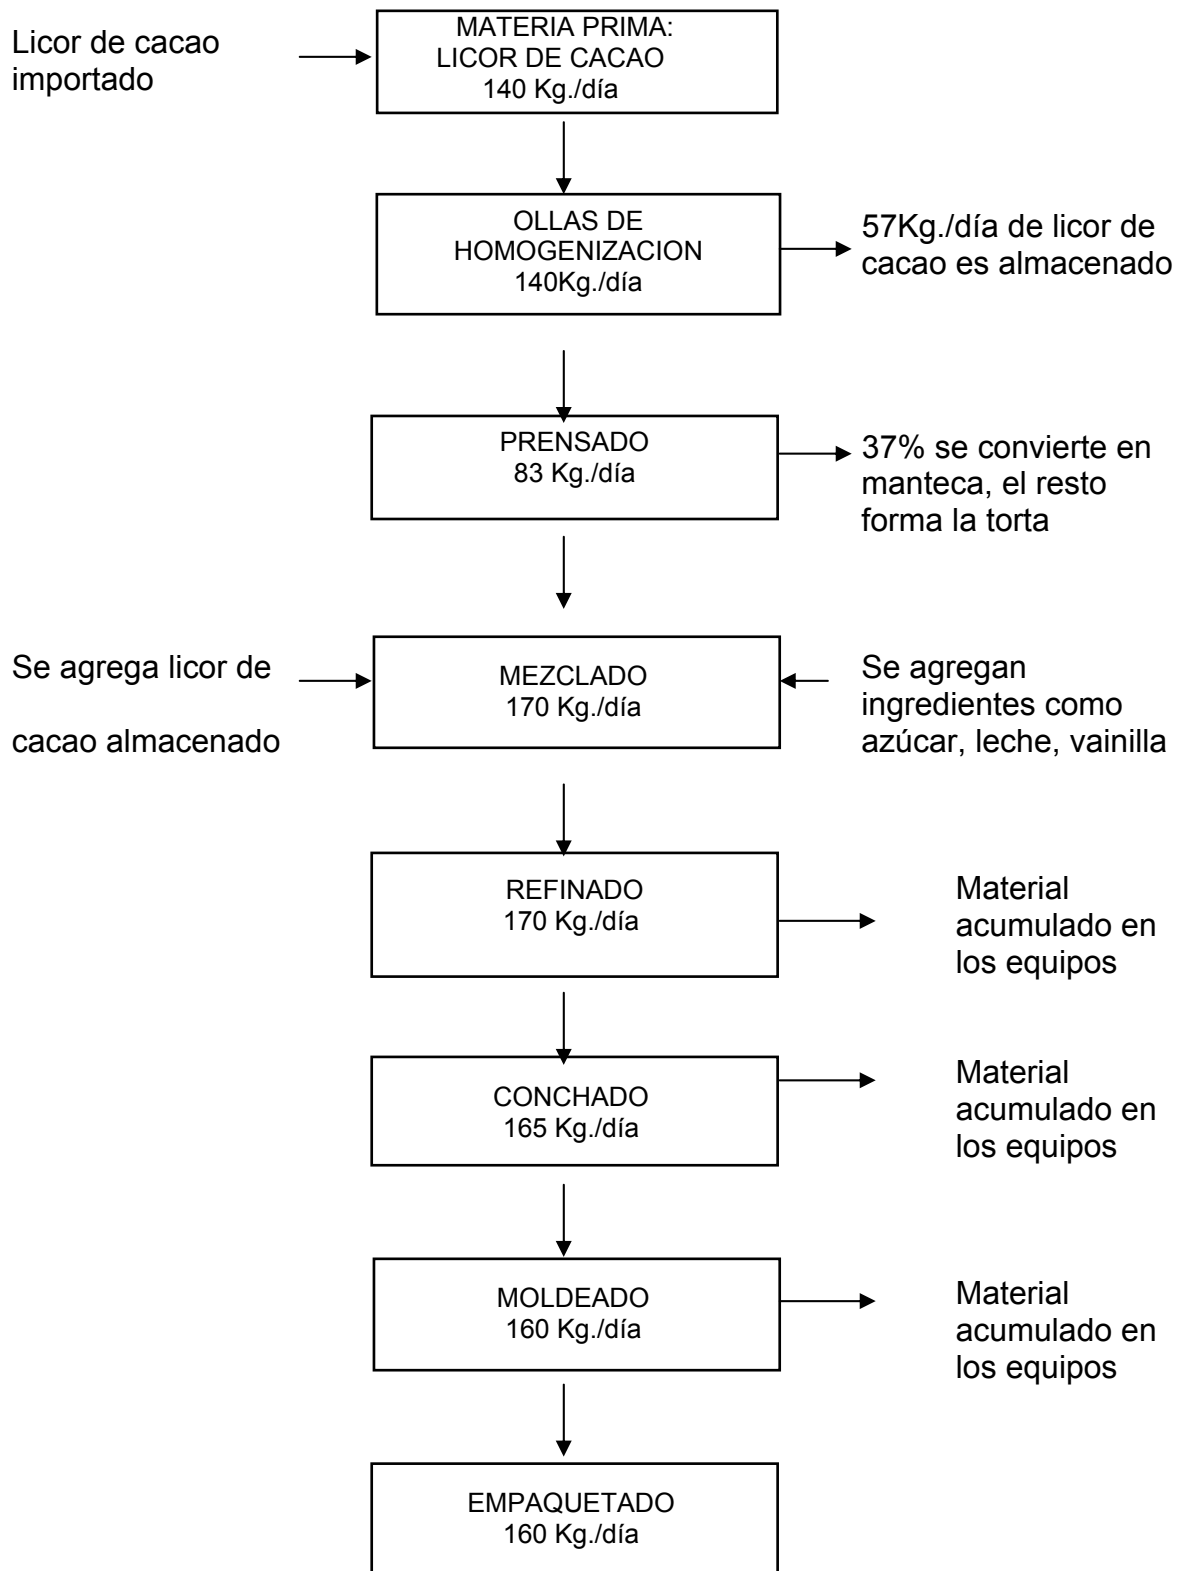 Licor de cacao
importado
MATERIA PRIMA:
LICOR DE CACAO
140 Kg./día
OLLAS DE
HOMOGENIZACION
140Kg./día
57Kg./día de licor de
cacao es almacenado
PRENSADO
83 Kg./día
37% se convierte en
manteca, el resto
forma la torta
Se agrega licor de
cacao almacenado
MEZCLADO
170 Kg./día
Se agregan
ingredientes como
azúcar, leche, vainilla
REFINADO
170 Kg./día
Material
acumulado en
los equipos
CONCHADO
165 Kg./día
Material
acumulado en
los equipos
MOLDEADO
160 Kg./día
Material
acumulado en
los equipos
EMPAQUETADO
160 Kg./día